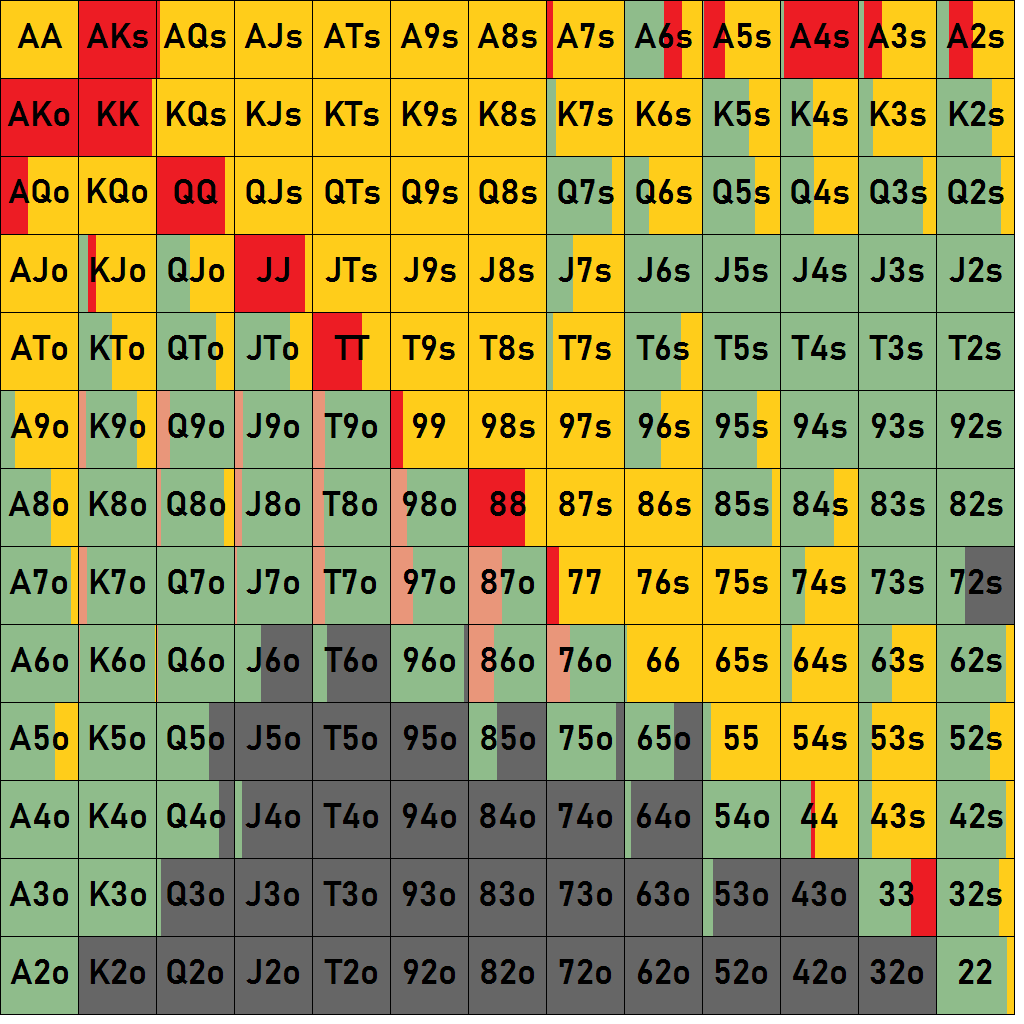 AA AKs AQs AJs ATs A9s A8s A7s A6s A5s A4s A3s A2s
AKo KK KQs KJs KTs K9s K8s K7s K6s K5s K4s K3s K2s
AQo KQo QQ QJs QTs Q9s Q8s Q7s Q6s Q5s Q4s Q3s Q2s
AJo KJo QJo JJ JTs J9s J8s J7s J6s J5s J4s J3s J2s
ATo KTo QTo JTo TT T9s T8s T7s T6s T5s T4s T3s T2s
A9o K9o Q9o J9o T9o 99 98s 97s 96s 95s 94s 93s 92s
A8o K8o Q8o J8o T8o 98o 88 87s 86s 85s 84s 83s 82s
A7o K7o Q7o J7o T7o 97o 87o 77 76s 75s 74s 73s 72s
A6o K6o Q6o J6o T6o 96o 86o 76o 66 65s 64s 63s 62s
A5o K5o Q5o J5o T5o 95o 85o 75o 65o 55 54s 53s 52s
A4o K4o Q4o J4o T4o 94o 84o 74o 64o 54o 44 43s 42s
A3o K3o Q3o J3o T3o 93o 83o 73o 63o 53o 43o 33 32s
A2o K2o Q2o J2o T2o 92o 82o 72o 62o 52o 42o 32o 22